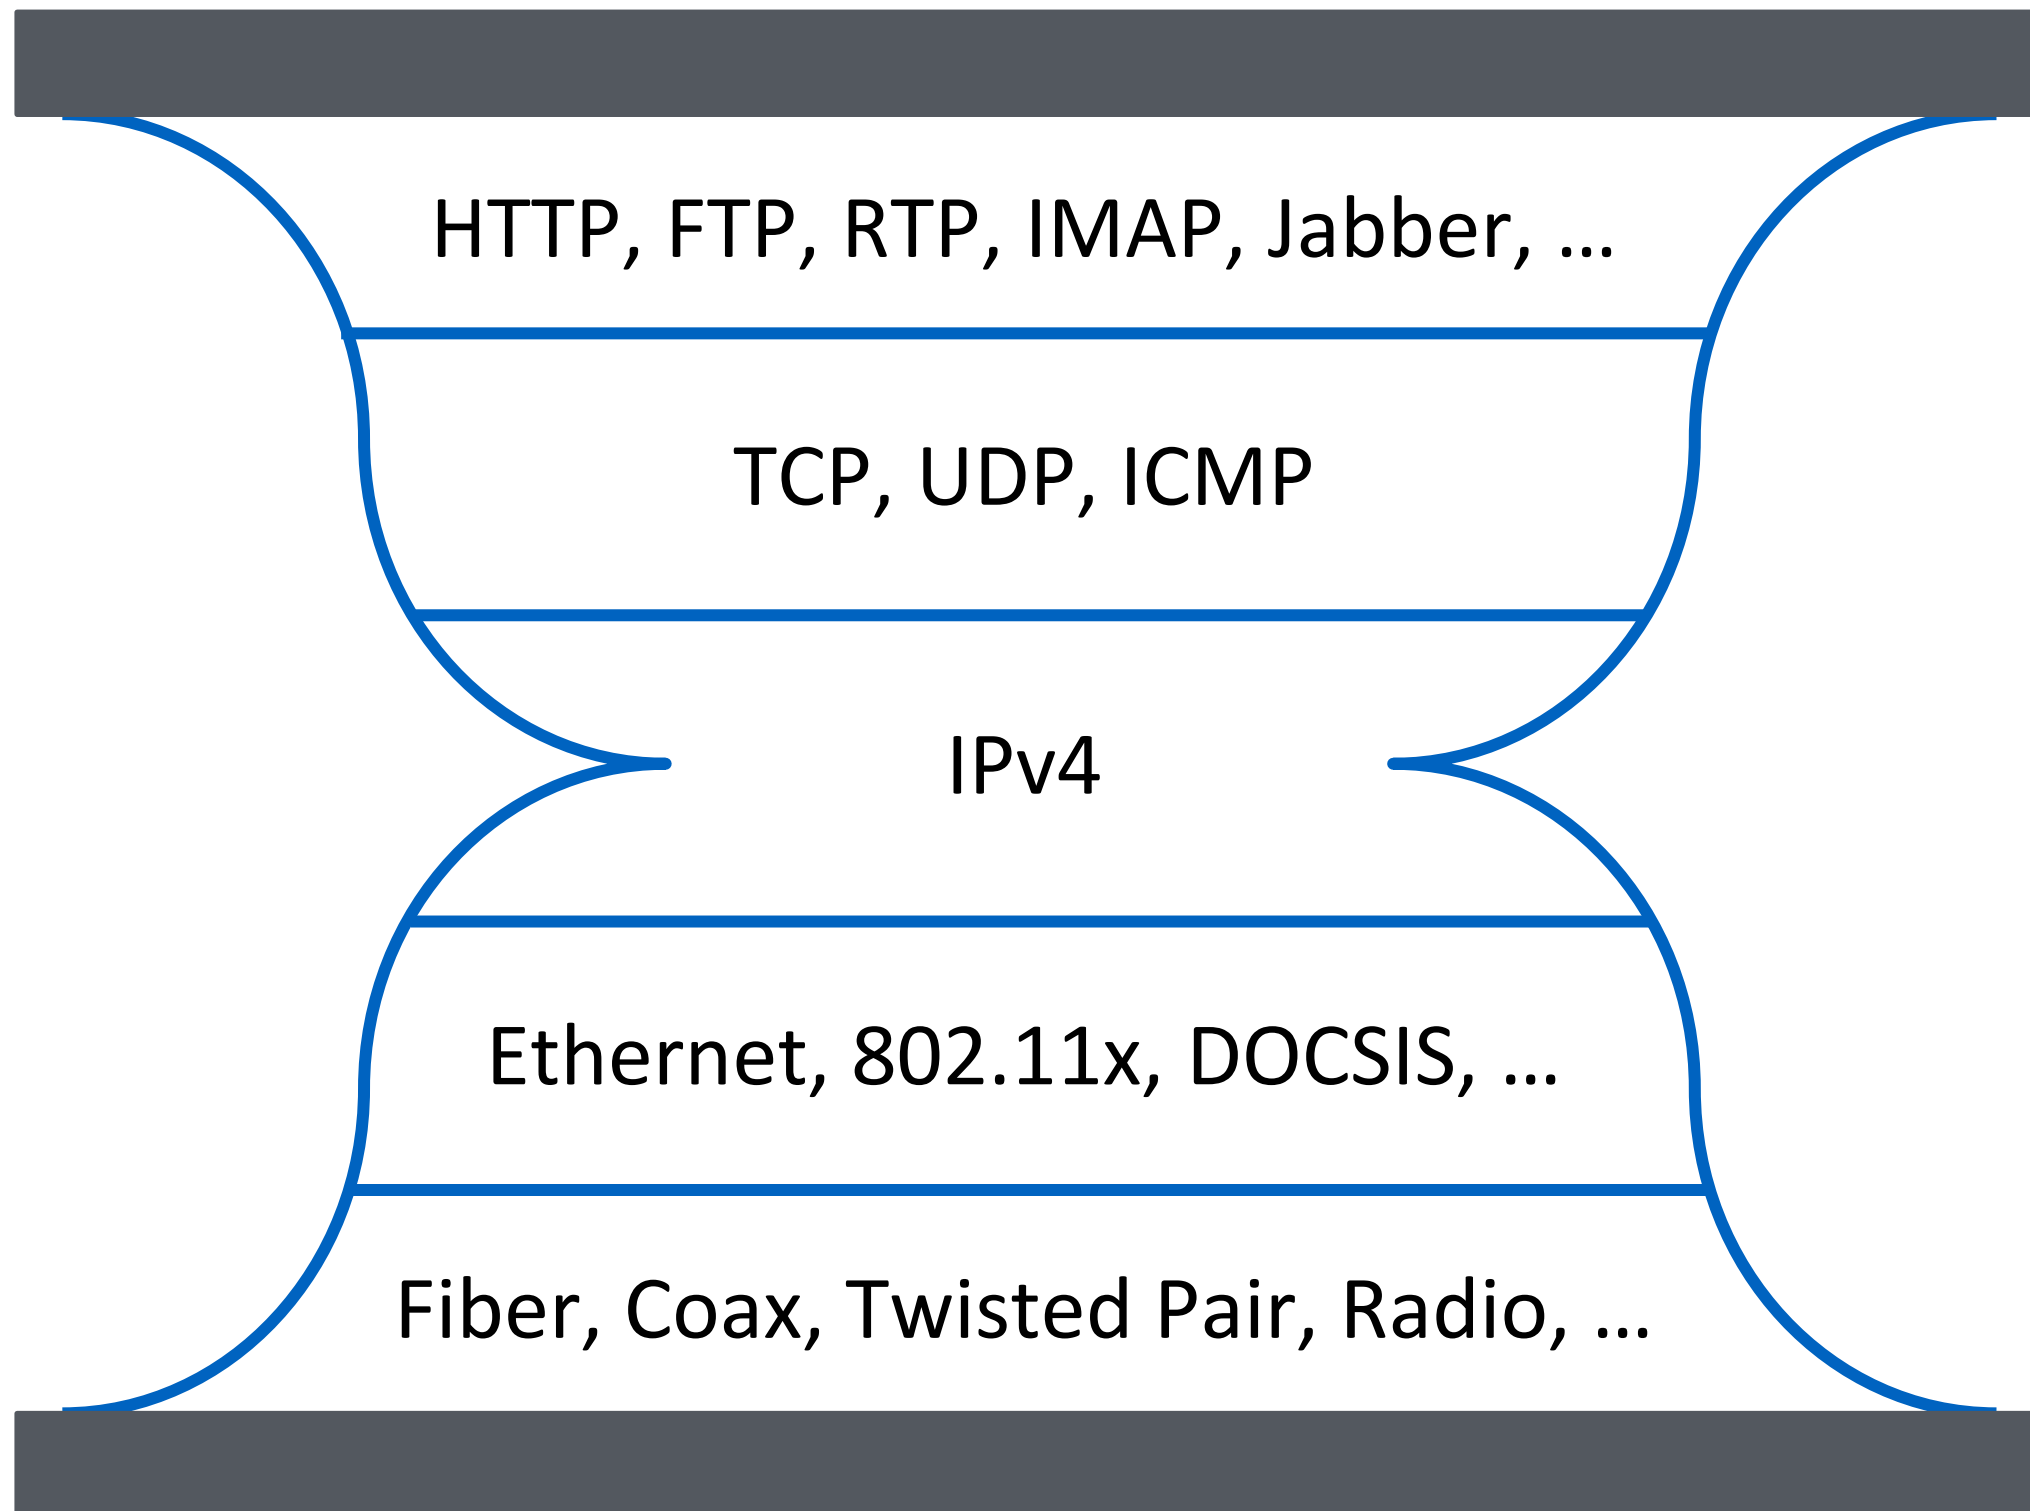 HTTP, FTP, RTP, IMAP, Jabber, ...
TCP, UDP, ICMP
IPv4
Ethernet, 802.11x, DOCSIS, ...
Fiber, Coax, Twisted Pair, Radio, ...